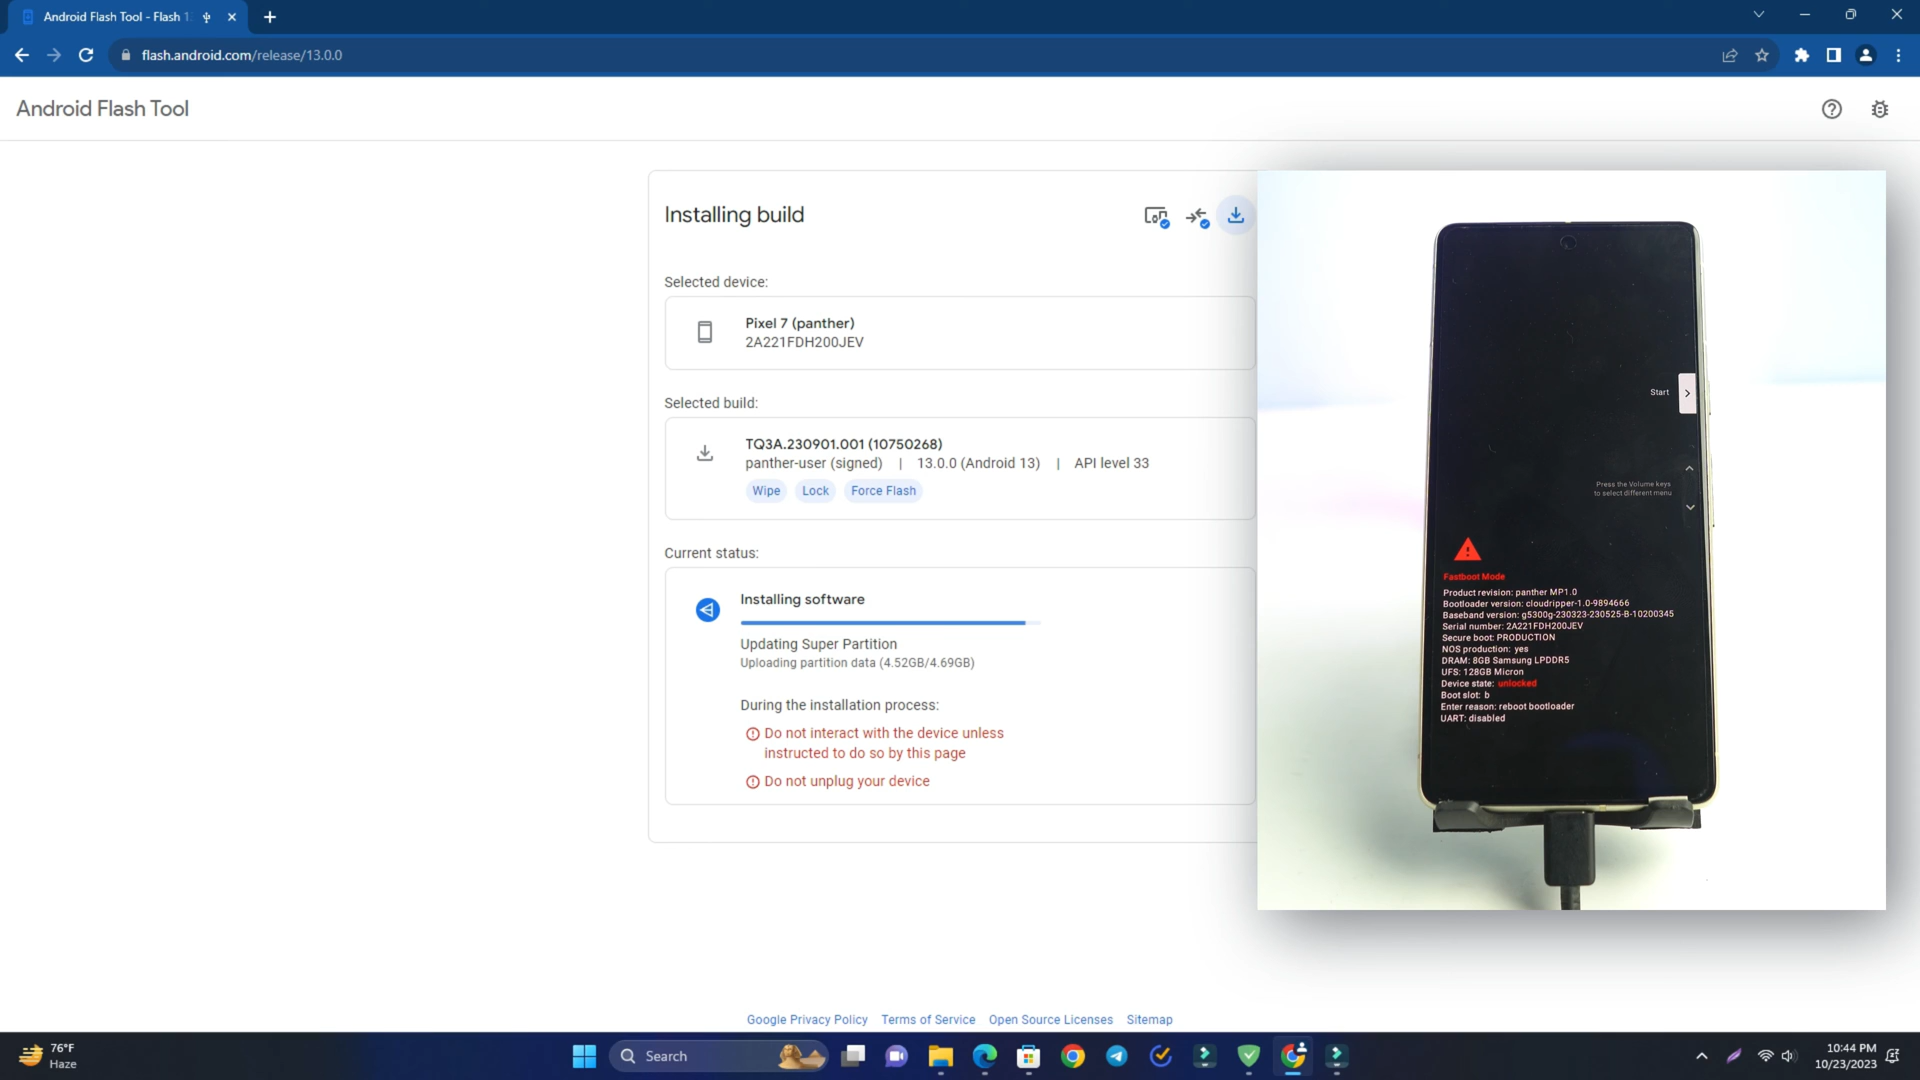 Android Flash Tool - Flash 1
flash.android.com/release/13.0.0
Android Flash Tool
Installing build
Selected device:
Pixel 7 (panther)
2A221FDH200JEV
Selected build:
TQ3A.230901.001 (10750268)
panther-user (signed) | 13.0.0 (Android 13) | API level 33
Wipe Lock Force Flash
Current status:
Installing software
Updating Super Partition
Uploading partition data (4.52GB/4.69GB)
During the installation process:
Do not interact with the device unless
instructed to do so by this page
Do not unplug your device
Start
Press the Volume keys
to select different menu
Fastboot Mode
Product revision: panther MP1.0
Bootloader version: cloudripper-1.0-9894666
Baseband version: g5300g-230323-230525-B-10200345
Serial number: 2A221FDH200JEV
Secure boot: PRODUCTION
NOS production: yes
DRAM: 8GB Samsung LPDDR5
UFS: 128GB Micron
Device state: unlocked
Boot slot: b
Enter reason: reboot bootloader
UART: disabled
Google Privacy Policy Terms of Service Open Source Licenses Sitemap
76°F
Haze
Search
10:44 PM
10/23/2023